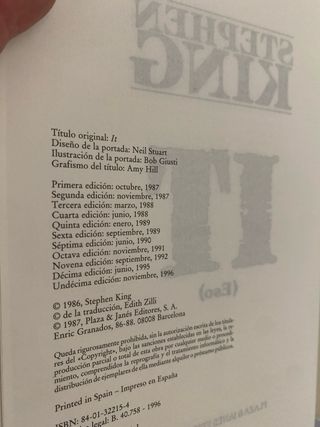 STEPHEN
KING
IT
(Eso)
Título original: It
Diseño de la portada: Neil Stuart
Ilustración de la portada: Bob Giusti
Grafismo del título: Amy Hill
Primera edición: octubre, 1987
Segunda edición: noviembre, 1987
Tercera edición: marzo, 1988
Cuarta edición: junio, 1988
Quinta edición: enero, 1989
Sexta edición: septiembre, 1989
Séptima edición: junio, 1990
Octava edición: noviembre, 1991
Novena edición: septiembre, 1992
Décima edición: junio, 1995
Undécima edición: noviembre, 1996
© 1986, Stephen King
© de la traducción, Edith Zilli
© 1987, Plaza & Janés Editores, S. A.
Enric Granados, 86-88. 08008 Barcelona
Queda rigurosamente prohibida, sin la autorización escrita de los titula-
res del «Copyright», bajo las sanciones establecidas en las leyes, la re-
producción parcial o total de esta obra por cualquier medio o procedi-
miento, comprendidos la reprografía y el tratamiento informático y la
distribución de ejemplares de ella mediante alquiler o préstamo públicos.
Printed in Spain – Impreso en España
ISBN: 84-01-32215-4
B. 40.758 - 1996
PLAZA & JANES